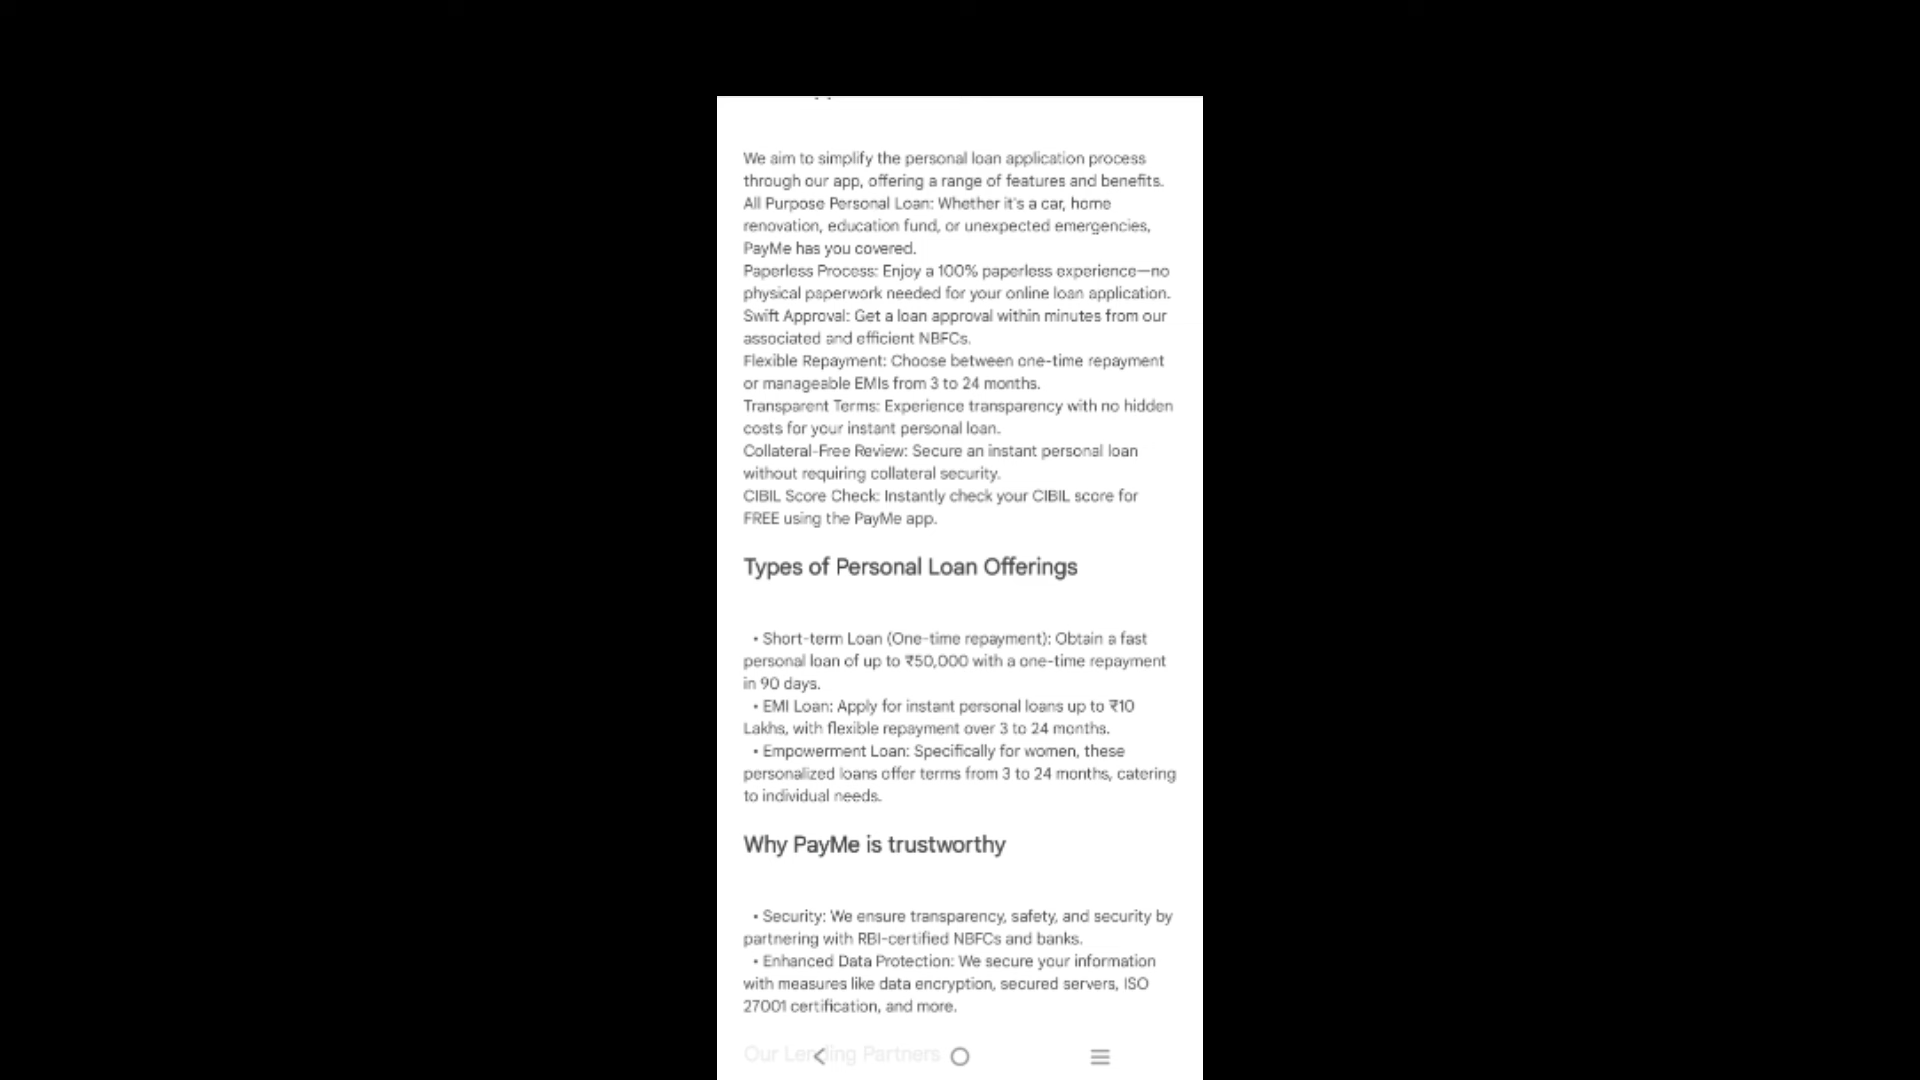 We aim to simplify the personal loan application process
through our app, offering a range of features and benefits.
All Purpose Personal Loan: Whether it's a car, home
renovation, education fund, or unexpected emergencies,
PayMe has you covered.
Paperless Process: Enjoy a 100% paperless experience—no
physical paperwork needed for your online loan application.
Swift Approval: Get a loan approval within minutes from our
associated and efficient NBFCs.
Flexible Repayment: Choose between one-time repayment
or manageable EMIs from 3 to 24 months.
Transparent Terms: Experience transparency with no hidden
costs for your instant personal loan.
Collateral-Free Review: Secure an instant personal loan
without requiring collateral security.
CIBIL Score Check: Instantly check your CIBIL score for
FREE using the PayMe app.
Types of Personal Loan Offerings
• Short-term Loan (One-time repayment): Obtain a fast
personal loan of up to ₹50,000 with a one-time repayment
in 90 days.
• EMI Loan: Apply for instant personal loans up to ₹10
Lakhs, with flexible repayment over 3 to 24 months.
• Empowerment Loan: Specifically for women, these
personalized loans offer terms from 3 to 24 months, catering
to individual needs.
Why PayMe is trustworthy
• Security: We ensure transparency, safety, and security by
partnering with RBI-certified NBFCs and banks.
• Enhanced Data Protection: We secure your information
with measures like data encryption, secured servers, ISO
27001 certification, and more.
Our Lending Partners